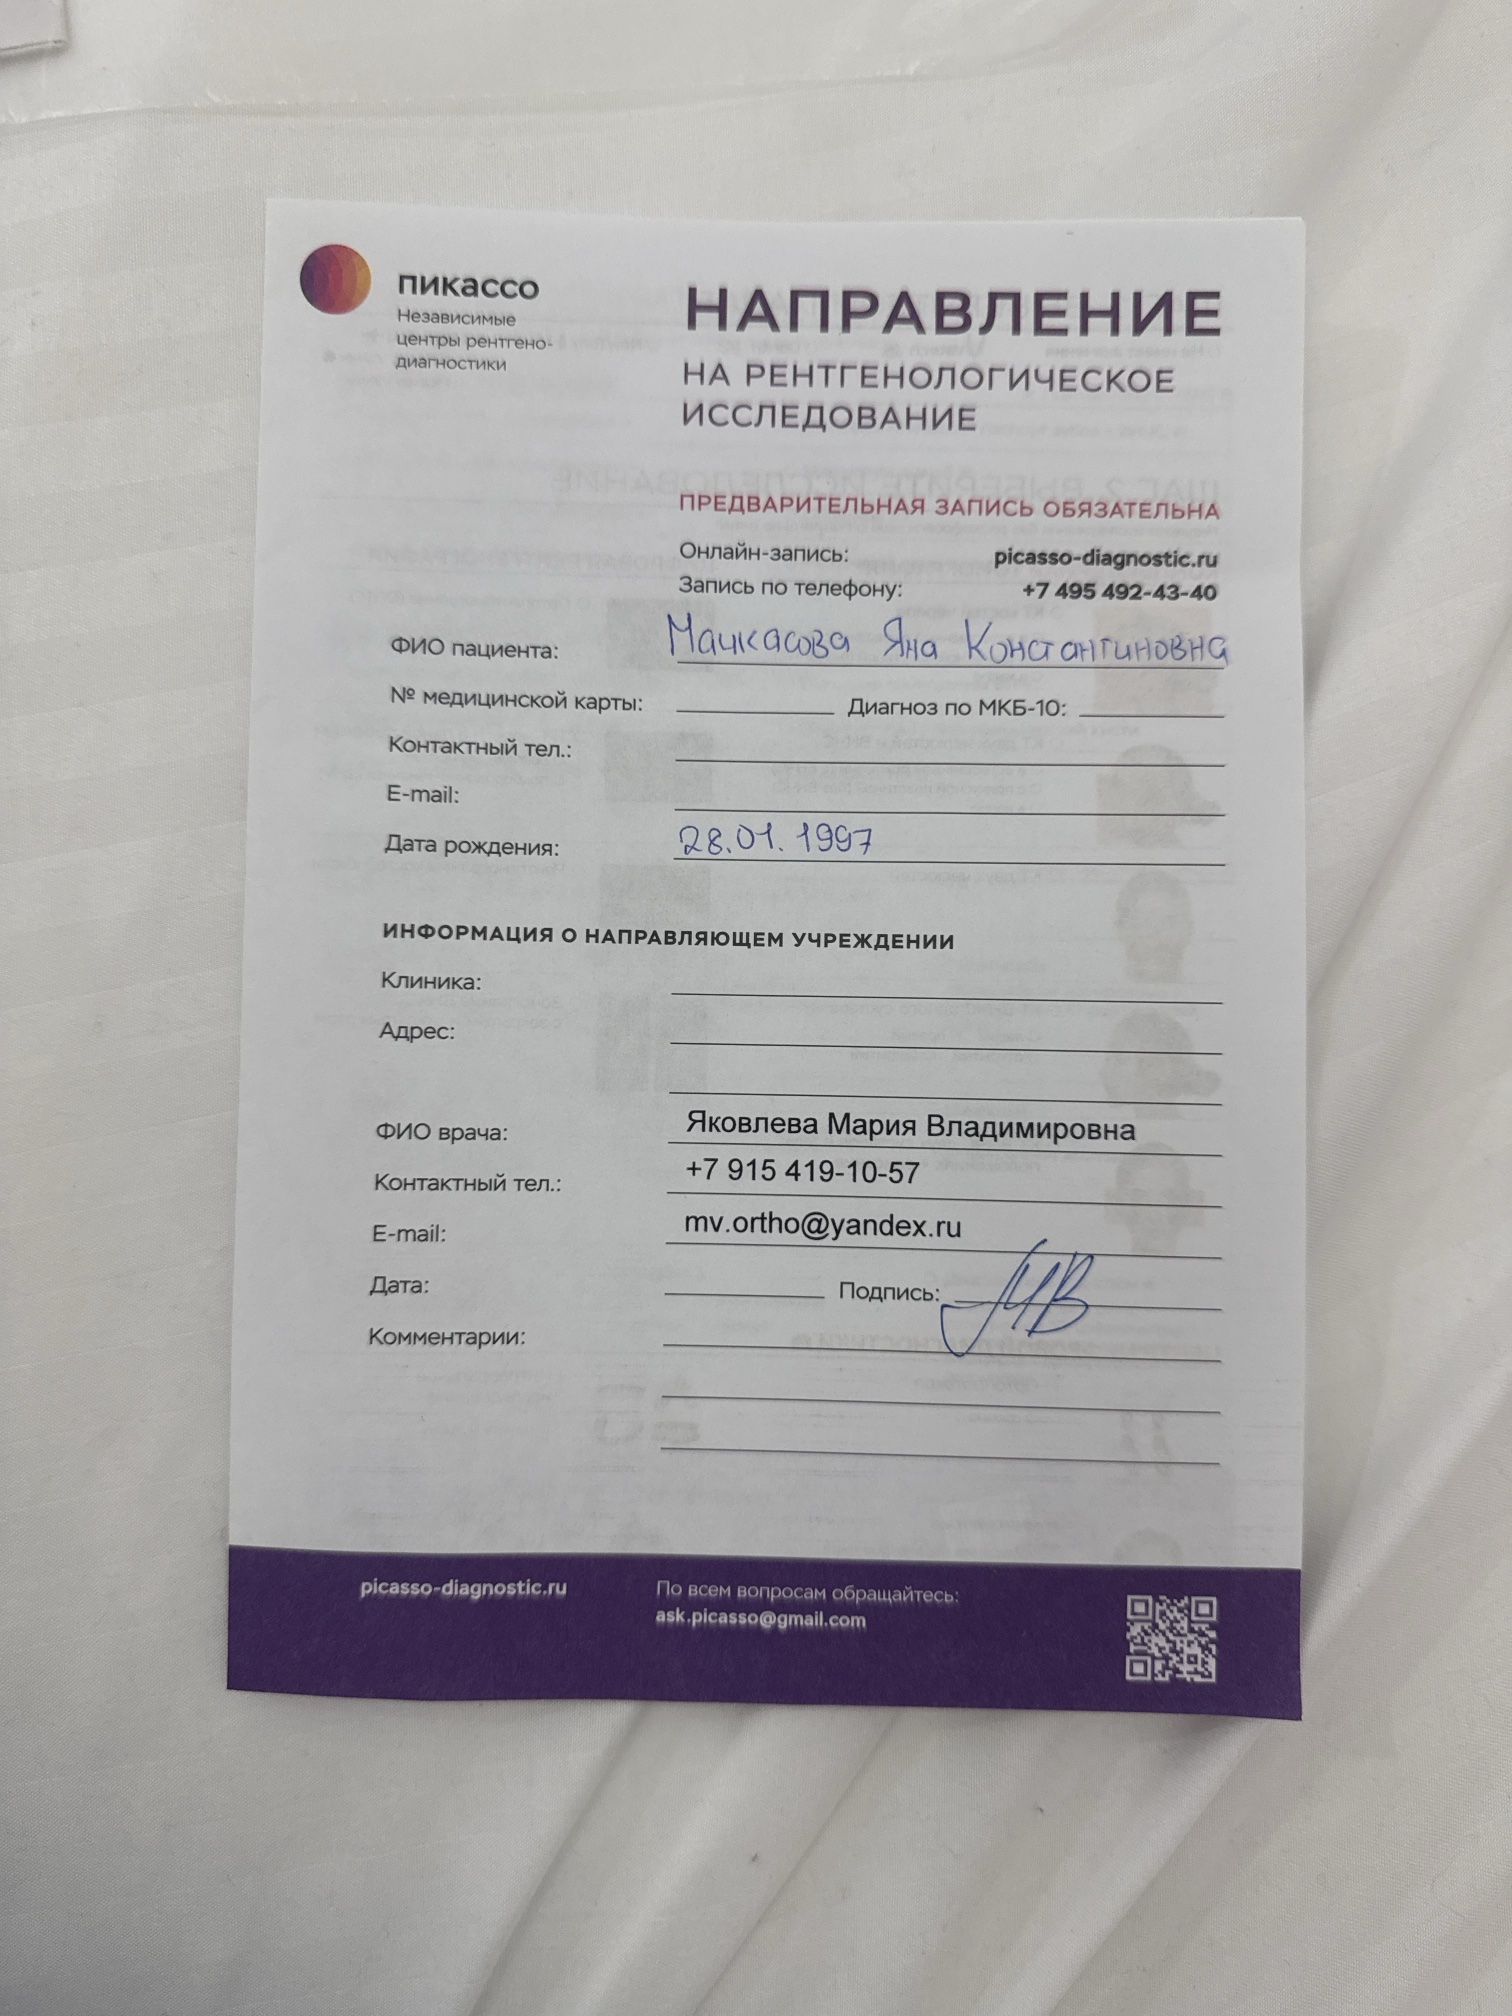 пикассо
Независимые
центры рентгено-
диагностики
НАПРАВЛЕНИЕ
НА РЕНТГЕНОЛОГИЧЕСКОЕ
ИССЛЕДОВАНИЕ
ПРЕДВАРИТЕЛЬНАЯ ЗАПИСЬ ОБЯЗАТЕЛЬНА
Онлайн-запись: picasso-diagnostic.ru
Запись по телефону: +7 495 492-43-40
ФИО пациента: Мачкасова Яна Константиновна
№ медицинской карты: Диагноз по МКБ-10:
Контактный тел.:
E-mail:
Дата рождения: 28.01.1997
ИНФОРМАЦИЯ О НАПРАВЛЯЮЩЕМ УЧРЕЖДЕНИИ
Клиника:
Адрес:
ФИО врача: Яковлева Мария Владимировна
Контактный тел.: +7 915 419-10-57
E-mail: mv.ortho@yandex.ru
Дата: Подпись:
Комментарии:
picasso-diagnostic.ru
По всем вопросам обращайтесь:
ask.picasso@gmail.com